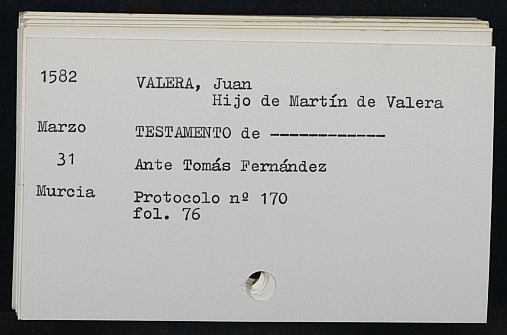 1582 VALERA, Juan
Hijo de Martín de Valera
Marzo TESTAMENTO de ------------
31 Ante Tomás Fernández
Murcia Protocolo nº 170
fol. 76